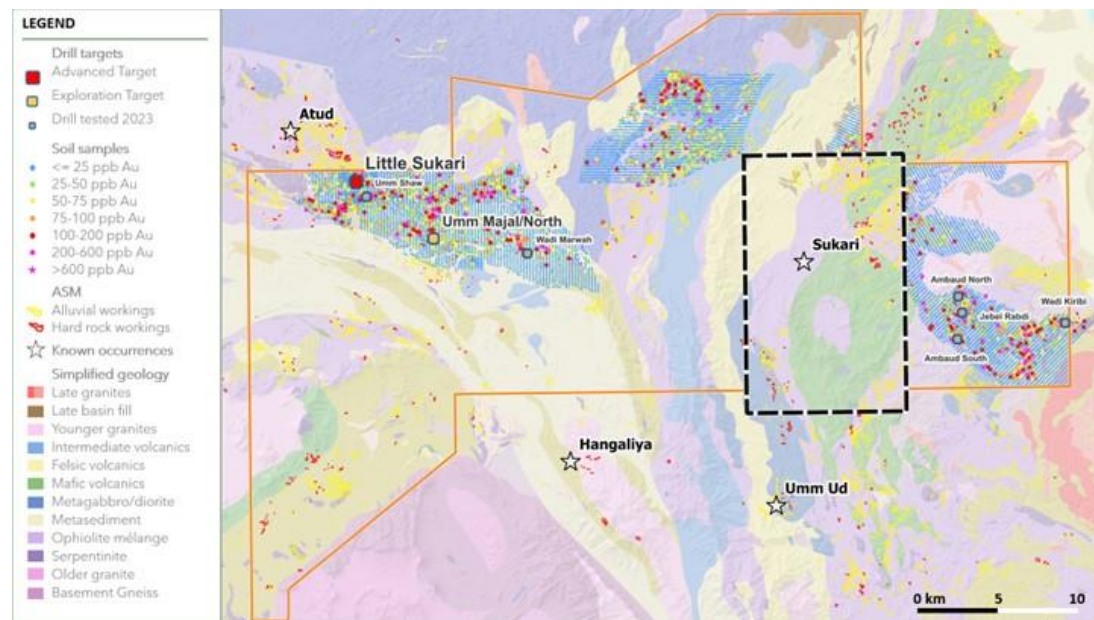 LEGEND
Drill targets
Advanced Target
Exploration Target
Drill tested 2023
Soil samples
<= 25 ppb Au
25-50 ppb Au
50-75 ppb Au
75-100 ppb Au
100-200 ppb Au
200-600 ppb Au
>600 ppb Au
ASM
Alluvial workings
Hard rock workings
Known occurrences
Simplified geology
Late granites
Late basin fill
Younger granites
Intermediate volcanics
Felsic volcanics
Mafic volcanics
Metagabbro/diorite
Metasediment
Ophiolite mélange
Serpentinite
Older granite
Basement Gneiss
Atud
Little Sukari
Umm Shaw
Umm Majal/North
Wadi Marwah
Sukari
Ambaud North
Wadi Kiribi
Jebel Rabdi
Ambaud South
Hangaliya
Umm Ud
0 km 5 10